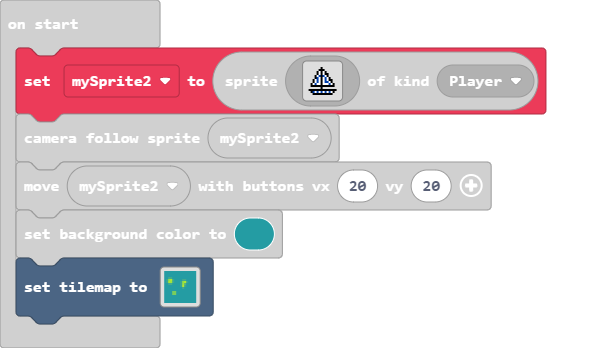 on start
set mySprite2 to sprite of kind Player
camera follow sprite mySprite2
move mySprite2 with buttons vx 20 vy 20
set background color to
set tilemap to